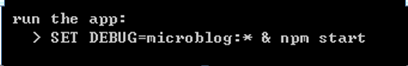 run the app:
> SET DEBUG=microblog:* & npm start